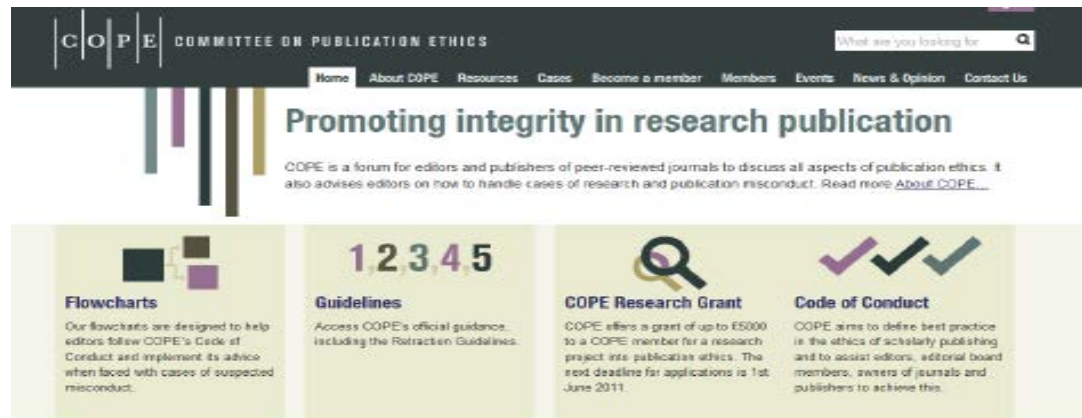 C O P E COMMITTEE ON PUBLICATION ETHICS
What are you looking for
Home About COPE Resources Cases Become a member Members Events News & Opinion Contact Us
Promoting integrity in research publication
COPE is a forum for editors and publishers of peer-reviewed journals to discuss all aspects of publication ethics. It
also advises editors on how to handle cases of research and publication misconduct. Read more About COPE...
Flowcharts
Our flowcharts are designed to help
editors follow COPE's Code of
Conduct and implement its advice
when faced with cases of suspected
misconduct.
1,2,3,4,5
Guidelines
Access COPE's official guidance,
including the Retraction Guidelines.
COPE Research Grant
COPE offers a grant of up to £5000
to a COPE member for a research
project into publication ethics. The
next deadline for applications is 1st
June 2011
Code of Conduct
COPE aims to define best practice
in the ethics of scholarly publishing
and to assist editors, editorial board
members, owners of journals and
publishers to achieve this.